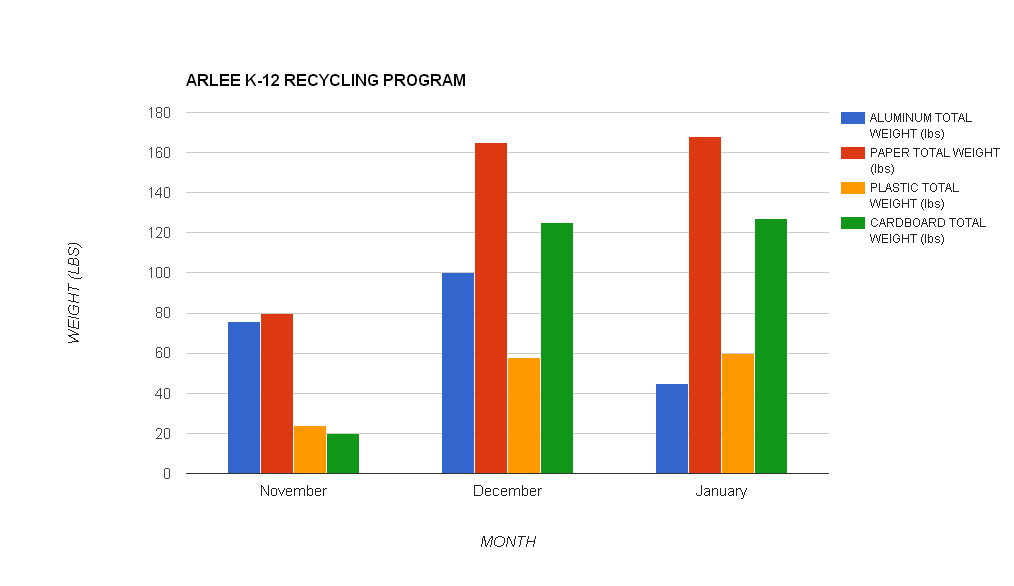 ARLEE K-12 RECYCLING PROGRAM
180
160
140
120
100
80
60
40
20
0
WEIGHT (LBS)
November December January
MONTH
ALUMINUM TOTAL
WEIGHT (lbs)
PAPER TOTAL WEIGHT
(lbs)
PLASTIC TOTAL
WEIGHT (lbs)
CARDBOARD TOTAL
WEIGHT (lbs)